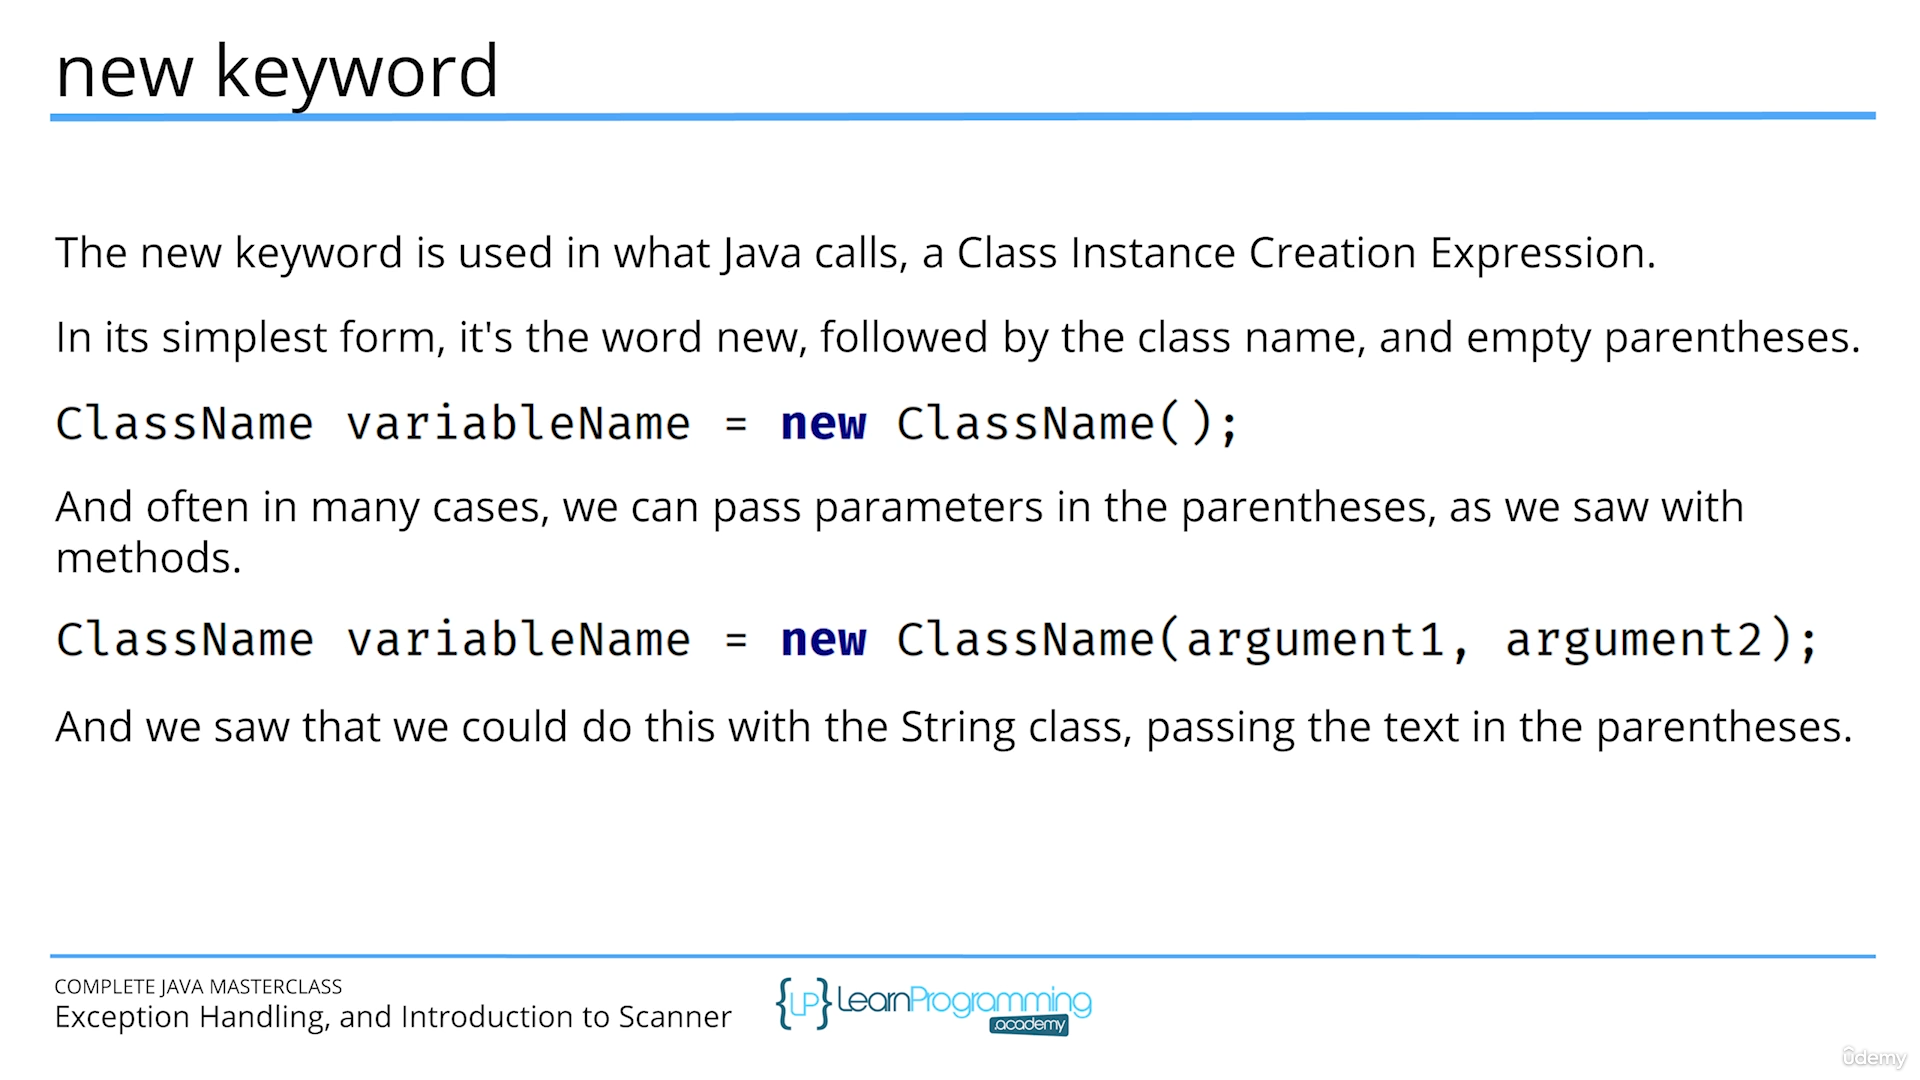 new keyword
The new keyword is used in what Java calls, a Class Instance Creation Expression.
In its simplest form, it's the word new, followed by the class name, and empty parentheses.
ClassName variableName = new ClassName();
And often in many cases, we can pass parameters in the parentheses, as we saw with
methods.
ClassName variableName = new ClassName(argument1, argument2);
And we saw that we could do this with the String class, passing the text in the parentheses.
COMPLETE JAVA MASTERCLASS
Exception Handling, and Introduction to Scanner
{LP} LearnProgramming
.academy
ûdemy